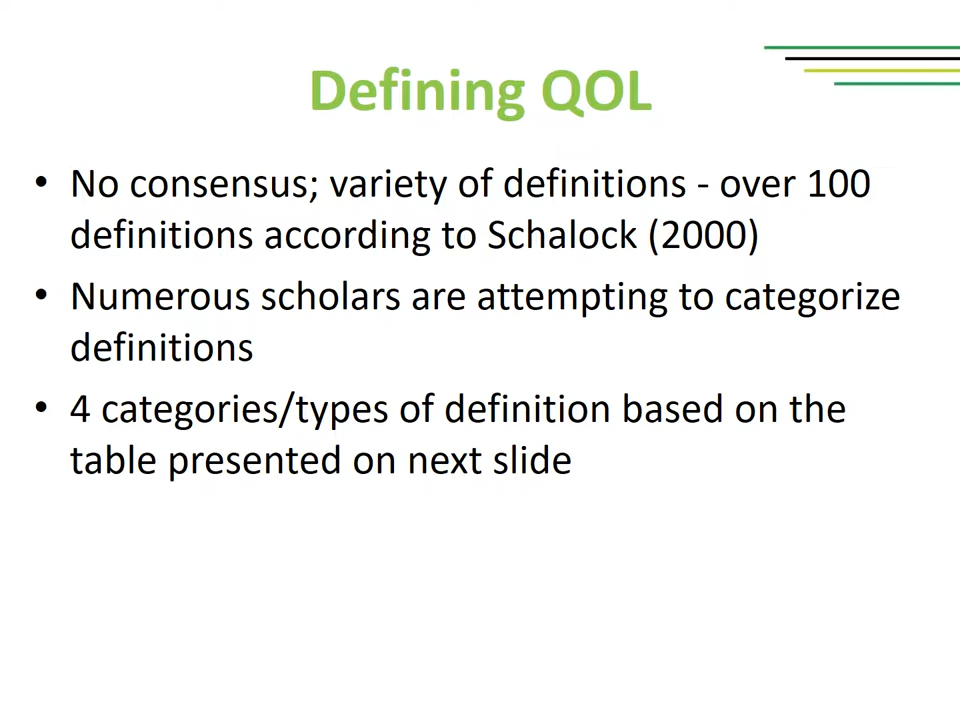 Defining QOL
• No consensus; variety of definitions - over 100
definitions according to Schalock (2000)
• Numerous scholars are attempting to categorize
definitions
• 4 categories/types of definition based on the
table presented on next slide